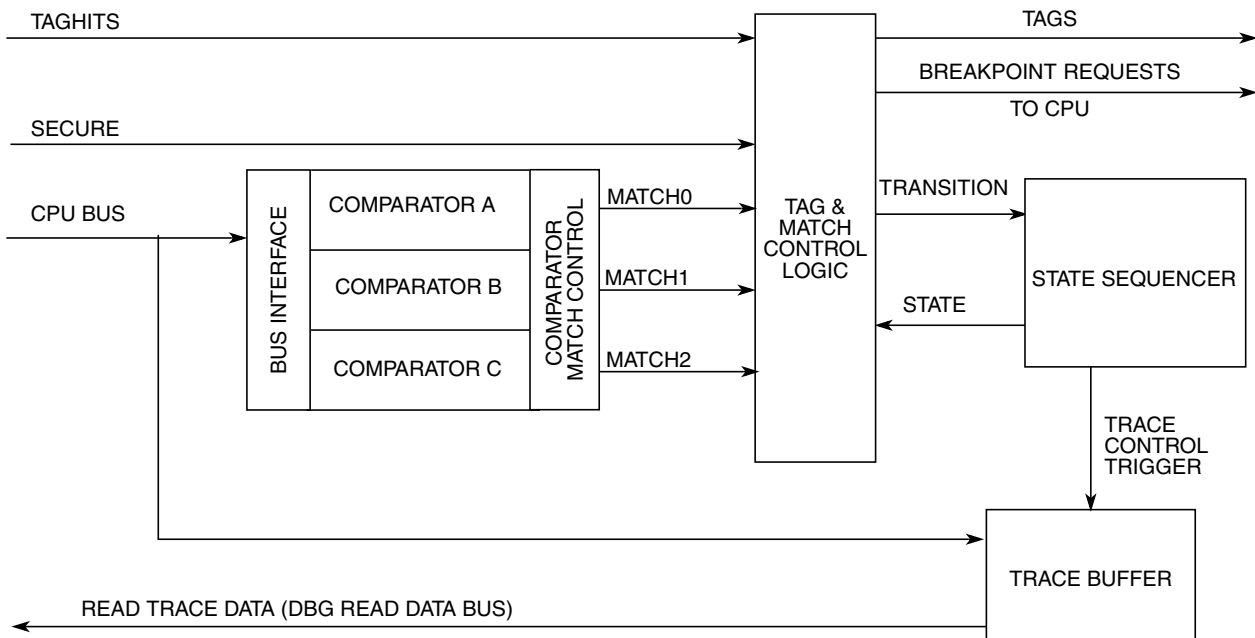 TAGHITS
TAGS
BREAKPOINT REQUESTS
TO CPU
SECURE
CPU BUS
BUS INTERFACE
COMPARATOR A
COMPARATOR B
COMPARATOR C
COMPARATOR
MATCH CONTROL
MATCH0
MATCH1
MATCH2
TAG &
MATCH
CONTROL
LOGIC
TRANSITION
STATE
STATE SEQUENCER
TRACE
CONTROL
TRIGGER
TRACE BUFFER
READ TRACE DATA (DBG READ DATA BUS)